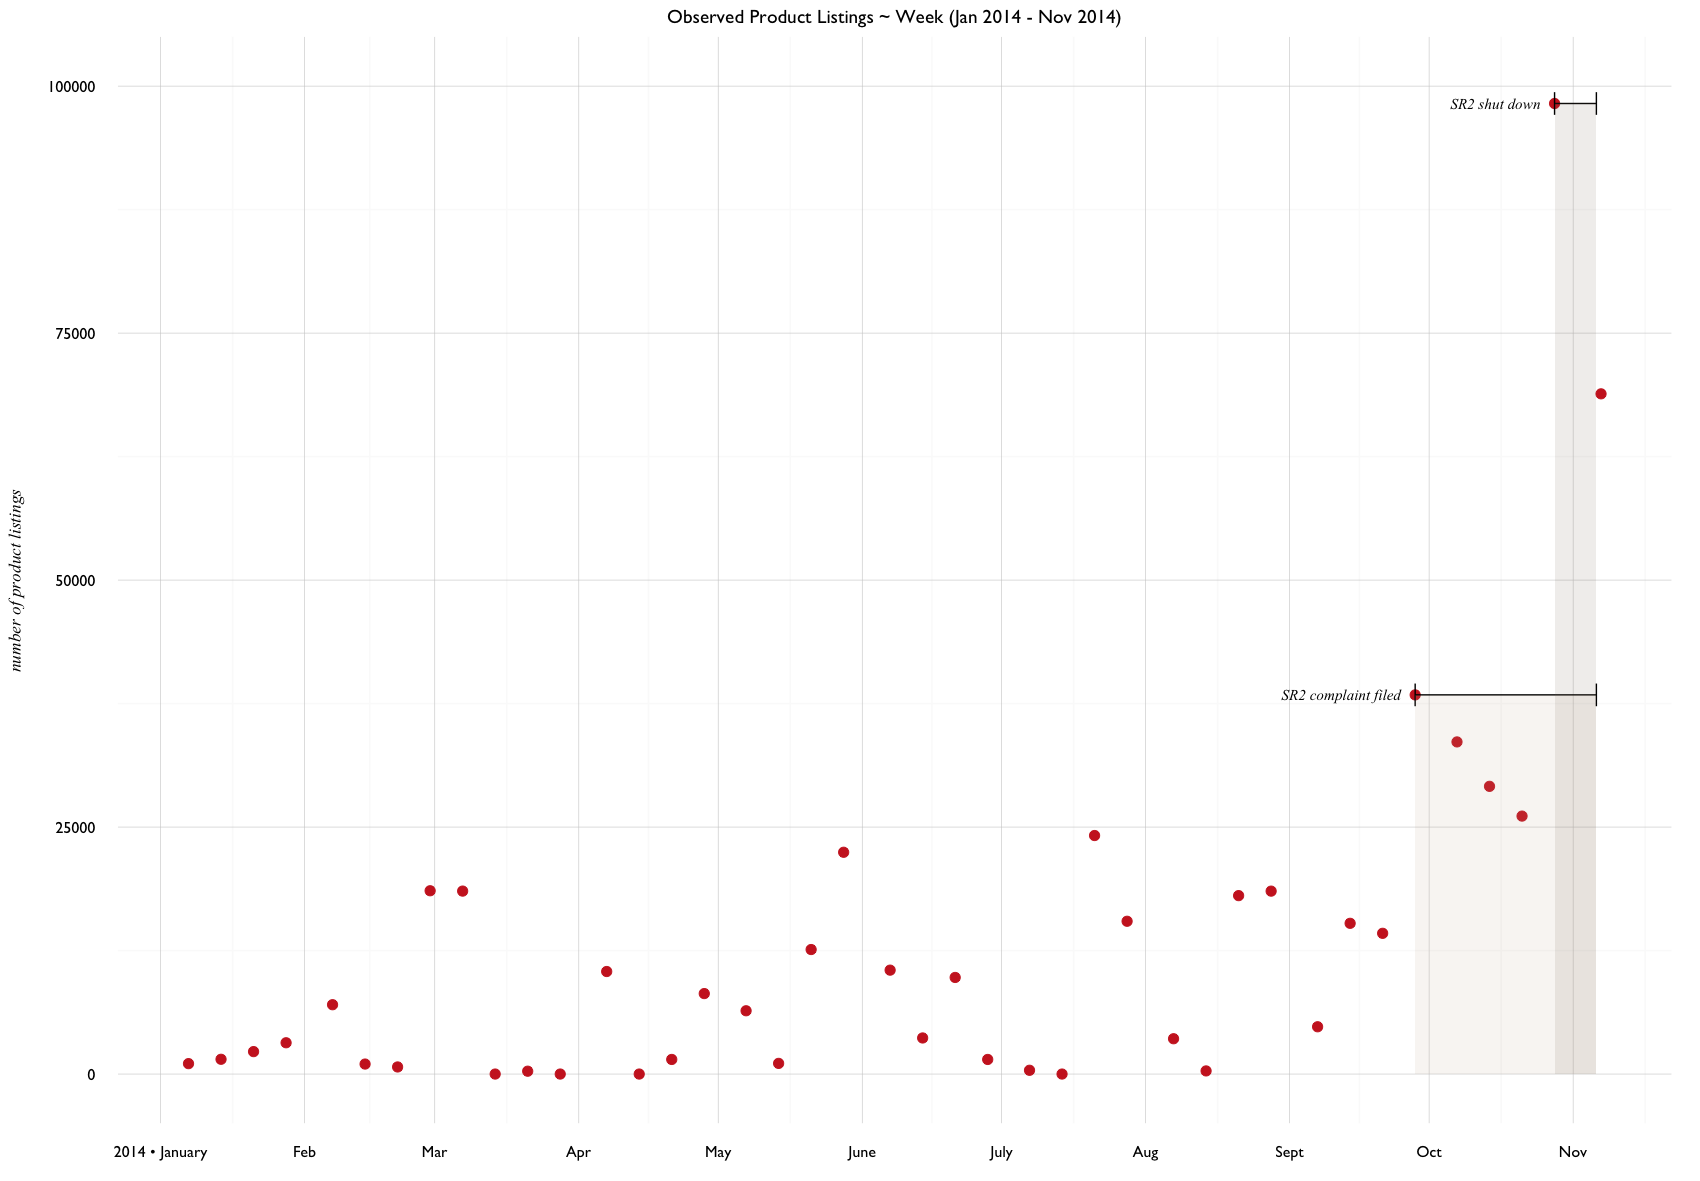 Observed Product Listings ~ Week (Jan 2014 - Nov 2014)
100000
SR2 shut down
75000
number of product listings
50000
SR2 complaint filed
25000
0
2014 • January Feb Mar Apr May June July Aug Sept Oct Nov